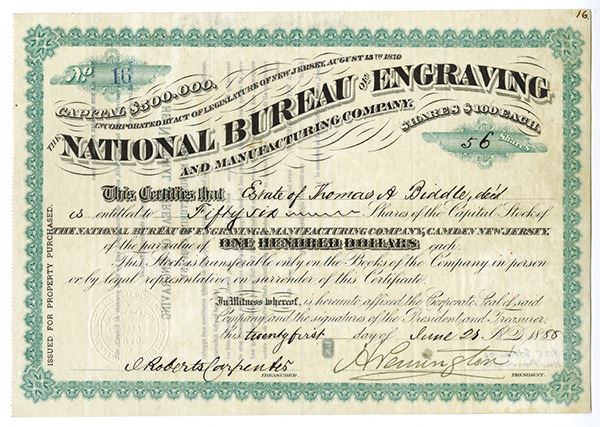 16.
No 16
CAPITAL $500.000.
INCORPORATED BY ACT OF LEGISLATURE OF NEW JERSEY, AUGUST 15TH 1879
THE NATIONAL BUREAU OF ENGRAVING
AND MANUFACTURING COMPANY.
SHARES $100 EACH.
56 Shares
This Certifies that Estate of Thomas A Biddle, dec'd
is entitled to Fifty six Shares of the Capital Stock of
THE NATIONAL BUREAU OF ENGRAVING & MANUFACTURING COMPANY, CAMDEN NEW JERSEY,
of the par value of ONE HUNDRED DOLLARS each.
This Stock is transferable only on the Books of the Company in person
or by legal representative on surrender of this Certificate.
In Witness whereof, is hereunto affixed the Corporate Seal of said
Company and the signatures of the President and Treasurer.
this twenty first day of June A.D. 1888
J Roberts Carpenter
TREASURER.
A Pennington
PRESIDENT.
ISSUED FOR PROPERTY PURCHASED.